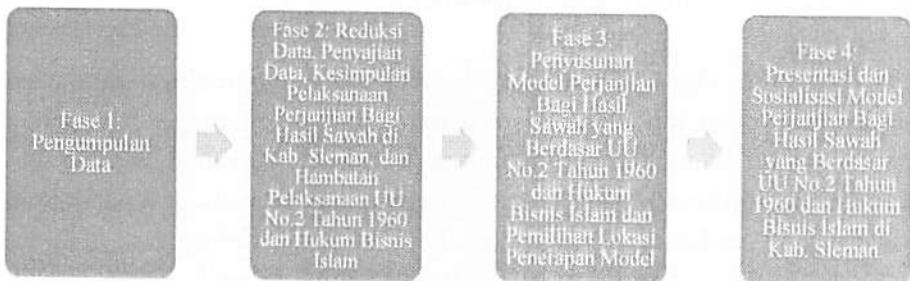 Fase 1:
Pengumpulan
Data
Fase 2: Reduksi
Data, Penyajian
Data, Kesimpulan
Pelaksanaan
Perjanjian Bagi
Hasil Sawah di
Kab. Sleman, dan
Hambatan
Pelaksanaan UU
No.2 Tahun 1960
dan Hukum Bisnis
Islam
Fase 3:
Penyusunan
Model Perjanjian
Bagi Hasil
Sawah yang
Berdasar UU
No.2 Tahun 1960
dan Hukum
Bisnis Islam dan
Pemilihan Lokasi
Penetapan Model
Fase 4:
Presentasi dan
Sosialisasi Model
Perjanjian Bagi
Hasil Sawah
yang Berdasar
UU No.2 Tahun
1960 dan Hukum
Bisnis Islam di
Kab. Sleman.